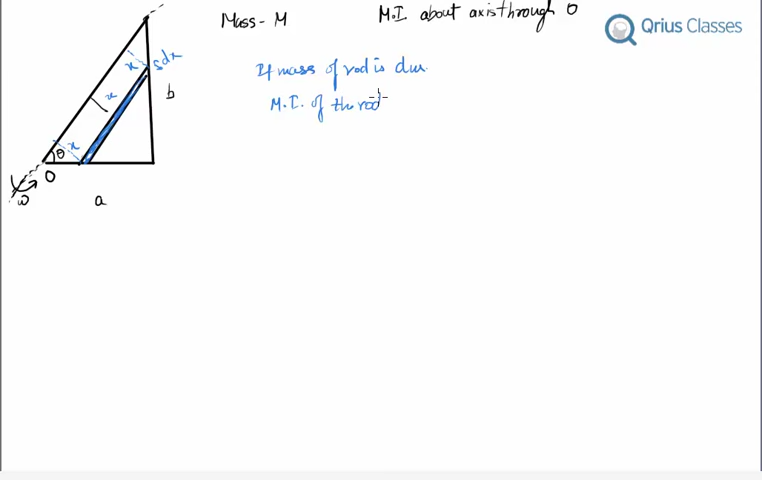 Mass - M
M.I about axis through O
Qrius Classes
If mass of rod is dm.
M.I. of the rod
x
dx
x
b
x
θ
O
ω
a